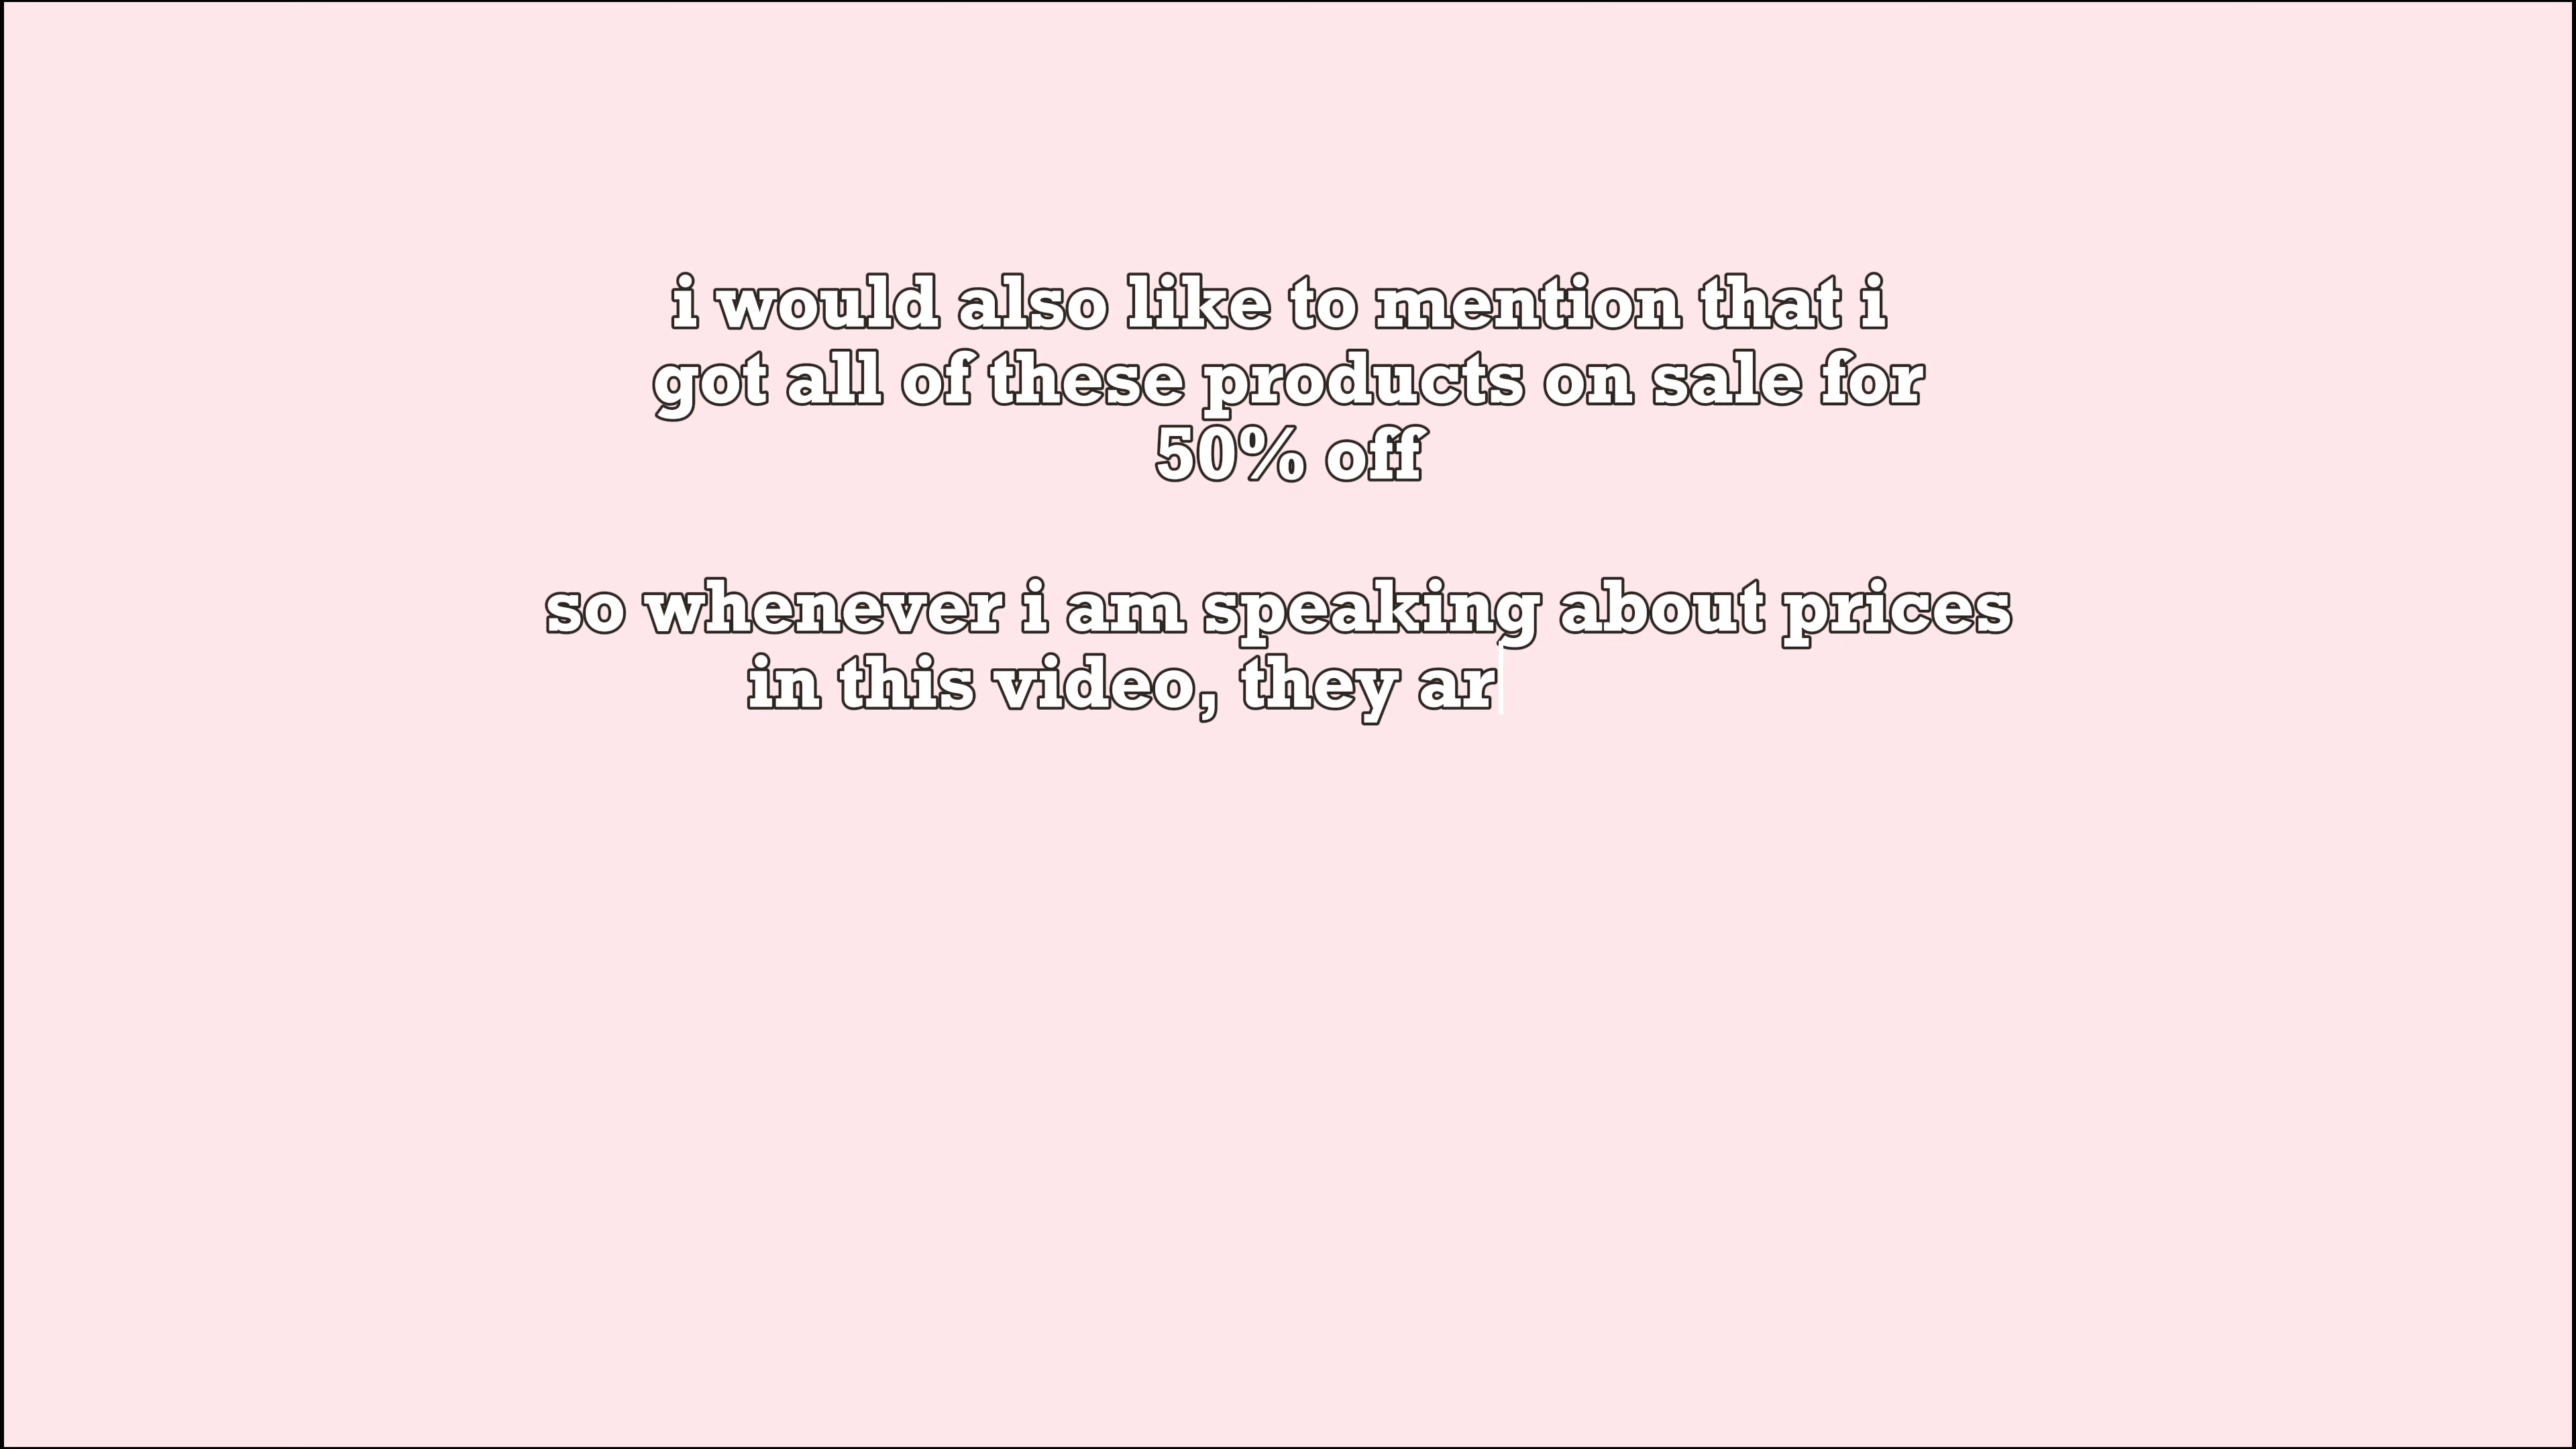 i would also like to mention that i
got all of these products on sale for
50% off
so whenever i am speaking about prices
in this video, they ar